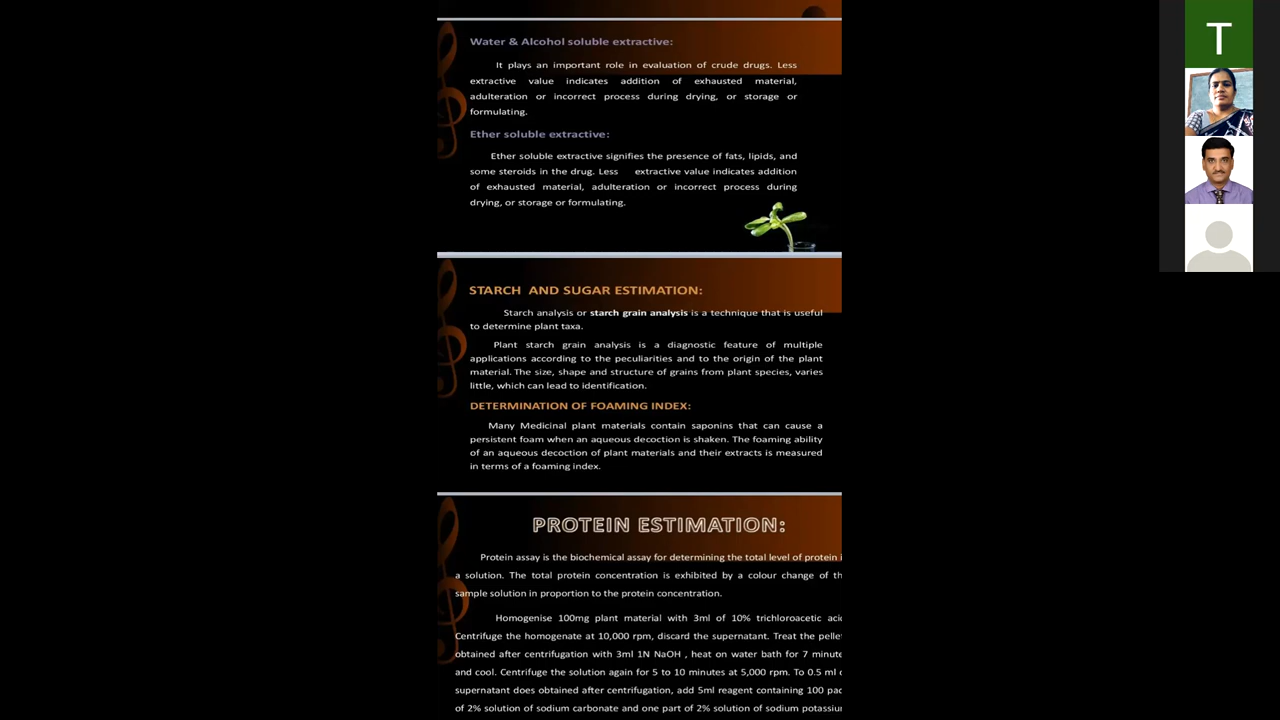 T
Water & Alcohol soluble extractive:
It plays an important role in evaluation of crude drugs. Less
extractive value indicates addition of exhausted material,
adulteration or incorrect process during drying, or storage or
formulating.
Ether soluble extractive:
Ether soluble extractive signifies the presence of fats, lipids, and
some steroids in the drug. Less extractive value indicates addition
of exhausted material, adulteration or incorrect process during
drying, or storage or formulating.
STARCH AND SUGAR ESTIMATION:
Starch analysis or starch grain analysis is a technique that is useful
to determine plant taxa.
Plant starch grain analysis is a diagnostic feature of multiple
applications according to the peculiarities and to the origin of the plant
material. The size, shape and structure of grains from plant species, varies
little, which can lead to identification.
DETERMINATION OF FOAMING INDEX:
Many Medicinal plant materials contain saponins that can cause a
persistent foam when an aqueous decoction is shaken. The foaming ability
of an aqueous decoction of plant materials and their extracts is measured
in terms of a foaming index.
PROTEIN ESTIMATION:
Protein assay is the biochemical assay for determining the total level of protein i
a solution. The total protein concentration is exhibited by a colour change of th
sample solution in proportion to the protein concentration.
Homogenise 100mg plant material with 3ml of 10% trichloroacetic acid
Centrifuge the homogenate at 10,000 rpm, discard the supernatant. Treat the pellet
obtained after centrifugation with 3ml 1N NaOH , heat on water bath for 7 minute
and cool. Centrifuge the solution again for 5 to 10 minutes at 5,000 rpm. To 0.5 ml
supernatant does obtained after centrifugation, add 5ml reagent containing 100
of 2% solution of sodium carbonate and one part of 2% solution of sodium potassiu